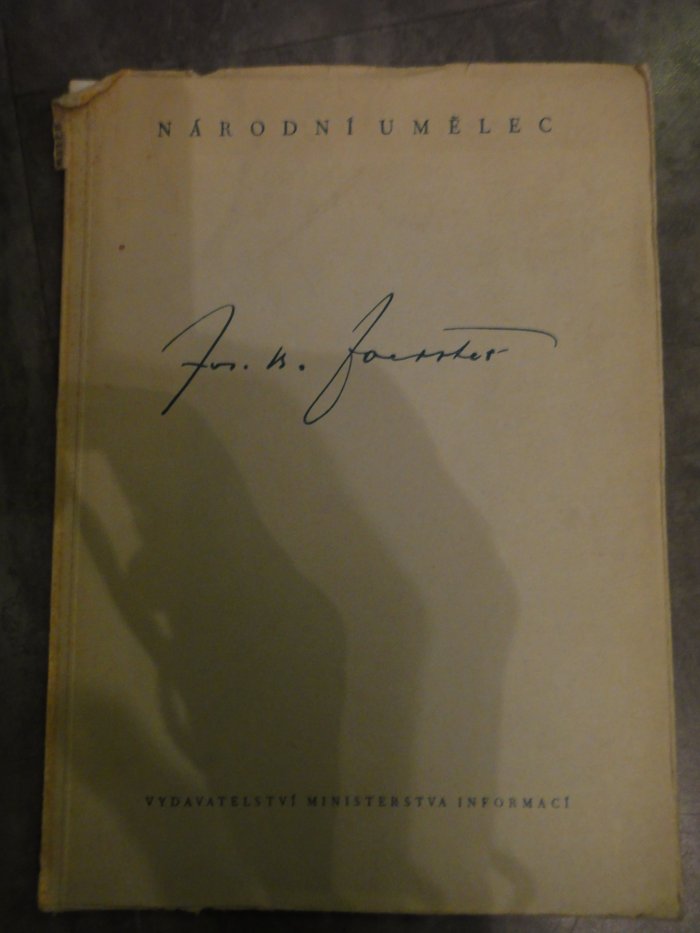 NÁRODNÍ UMĚLEC
Jos. B. Foerster
VYDAVATELSTVÍ MINISTERSTVA INFORMACÍ